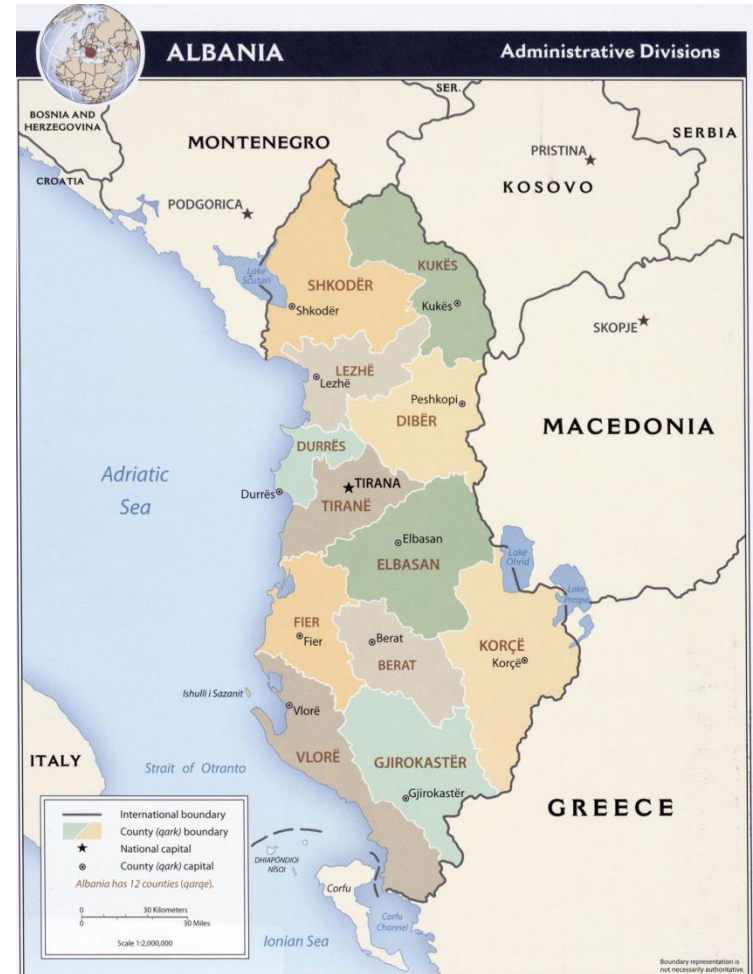 ALBANIA
Administrative Divisions
SER.
BOSNIA AND
HERZEGOVINA
MONTENEGRO
SERBIA
PRISTINA
KOSOVO
CROATIA
PODGORICA
Lake
Scutari
KUKËS
SHKODËR
Shkodër
Kukës
SKOPJE
LEZHË
Lezhë
Peshkopi
DIBËR
MACEDONIA
DURRËS
Adriatic
Sea
TIRANA
Durrës
TIRANË
Elbasan
Lake
Ohrid
ELBASAN
Lake
Prespa
FIER
Fier
Berat
KORÇË
BERAT
Korçë
Ishulli i Sazanit
Vlorë
ITALY
VLORË
Strait of Otranto
GJIROKASTËR
Gjirokastër
GREECE
International boundary
County (qark) boundary
National capital
County (qark) capital
Albania has 12 counties (qarqe).
0 30 Kilometers
0 30 Miles
Scale 1:2,000,000
DHIAPÓNDIOI
NÍSOI
Corfu
Corfu
Channel
Ionian Sea
Boundary representation is
not necessarily authoritative.